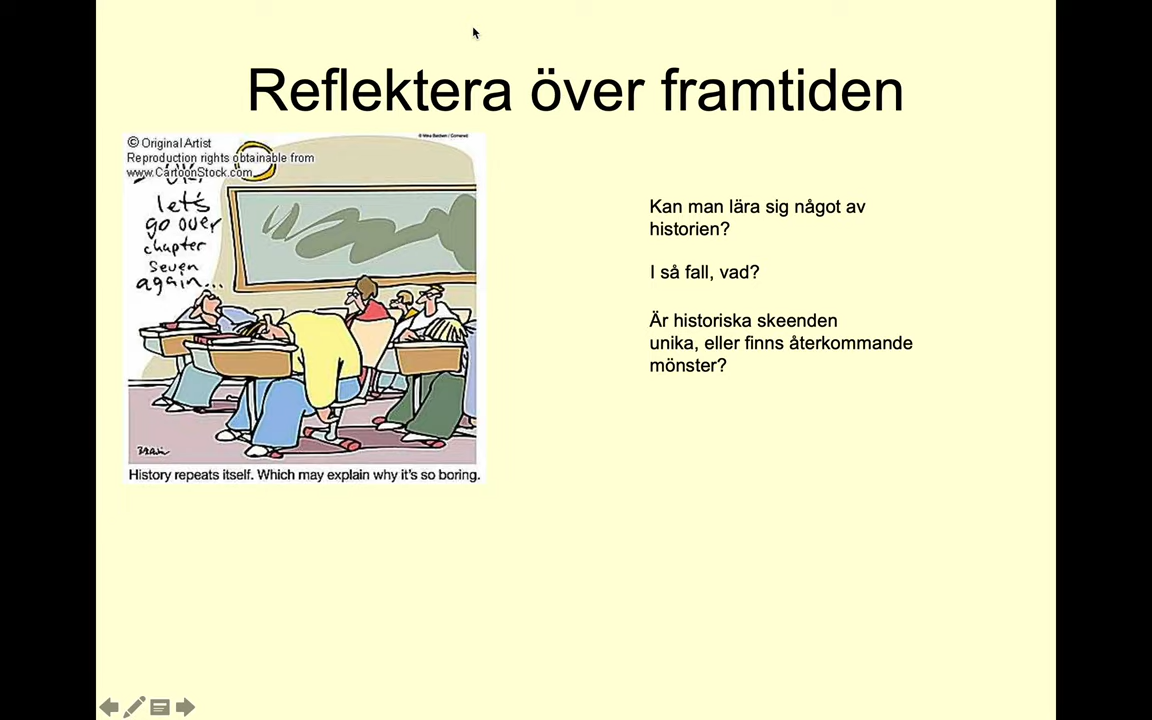 Reflektera över framtiden
© Original Artist
Reproduction rights obtainable from
www.CartoonStock.com
let's
go over
chapter
seven
again...
History repeats itself. Which may explain why it's so boring.
Kan man lära sig något av
historien?
I så fall, vad?
Är historiska skeenden
unika, eller finns återkommande
mönster?